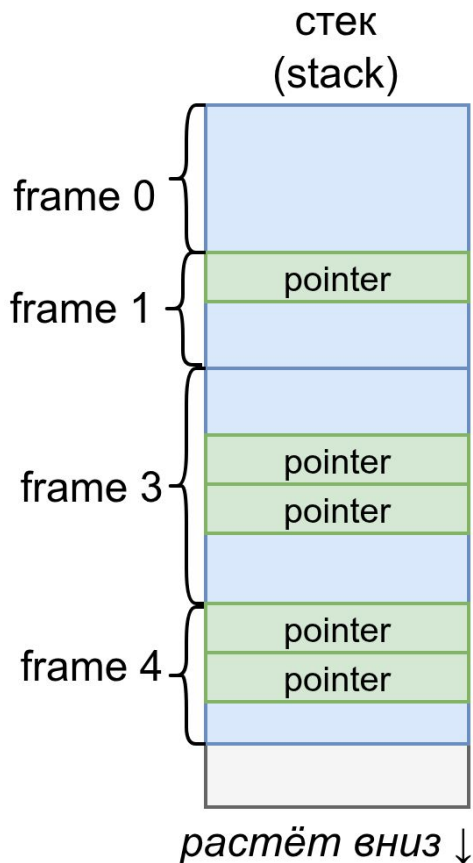 стек
(stack)
frame 0
pointer
frame 1
pointer
frame 3
pointer
pointer
frame 4
pointer
растёт вниз ↓